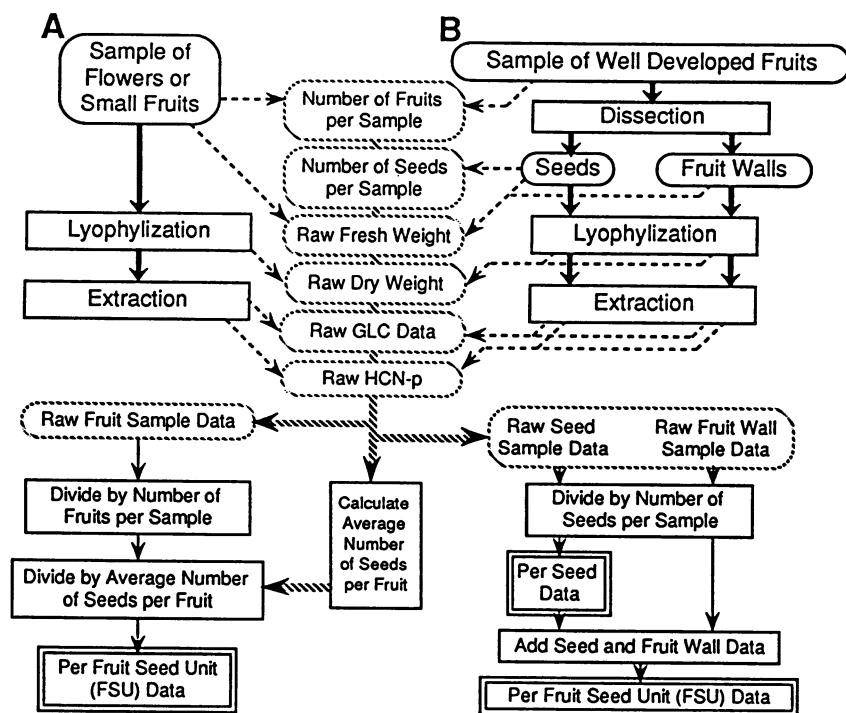 A
Sample of
Flowers or
Small Fruits
Lyophylization
Extraction
Number of Fruits
per Sample
Number of Seeds
per Sample
Raw Fresh Weight
Raw Dry Weight
Raw GLC Data
Raw HCN-p
B
Sample of Well Developed Fruits
Dissection
Seeds
Fruit Walls
Lyophylization
Extraction
Raw Fruit Sample Data
Divide by Number of
Fruits per Sample
Divide by Average Number
of Seeds per Fruit
Per Fruit Seed Unit
(FSU) Data
Calculate
Average
Number
of Seeds
per Fruit
Raw Seed
Sample Data
Raw Fruit Wall
Sample Data
Divide by Number of
Seeds per Sample
Per Seed
Data
Add Seed and Fruit Wall Data
Per Fruit Seed Unit (FSU) Data